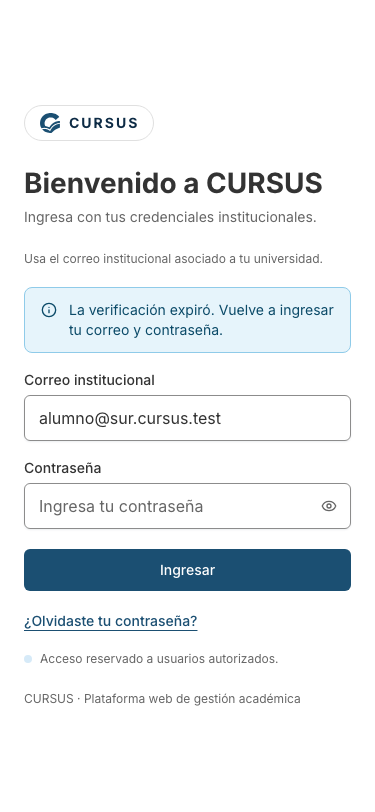 CURSUS
Bienvenido a CURSUS
Ingresa con tus credenciales institucionales.
Usa el correo institucional asociado a tu universidad.
La verificación expiró. Vuelve a ingresar
tu correo y contraseña.
Correo institucional
alumno@sur.cursus.test
Contraseña
Ingresa tu contraseña
Ingresar
¿Olvidaste tu contraseña?
Acceso reservado a usuarios autorizados.
CURSUS · Plataforma web de gestión académica